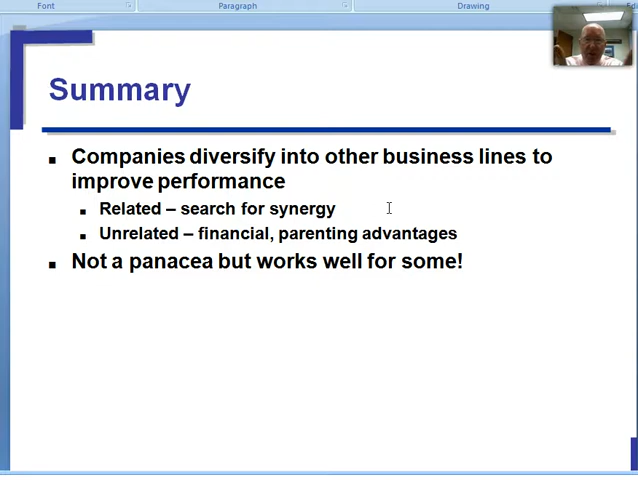 Font Paragraph Drawing
Summary
Companies diversify into other business lines to
improve performance
Related – search for synergy
Unrelated – financial, parenting advantages
Not a panacea but works well for some!